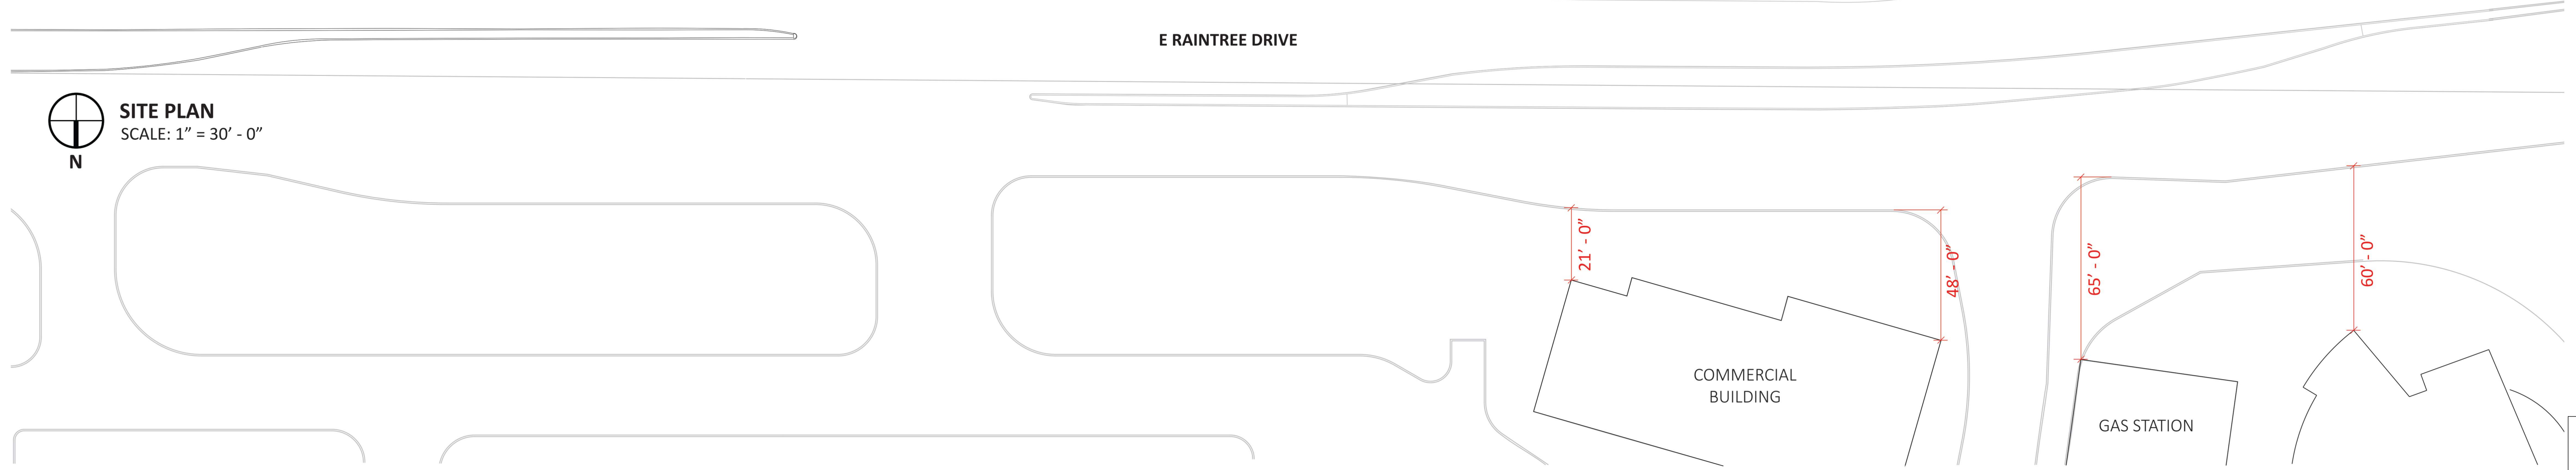 E RAINTREE DRIVE
SITE PLAN
SCALE: 1” = 30’ - 0”
N
21’ - 0”
48’ - 0”
65’ - 0”
60’ - 0”
COMMERCIAL
BUILDING
GAS STATION